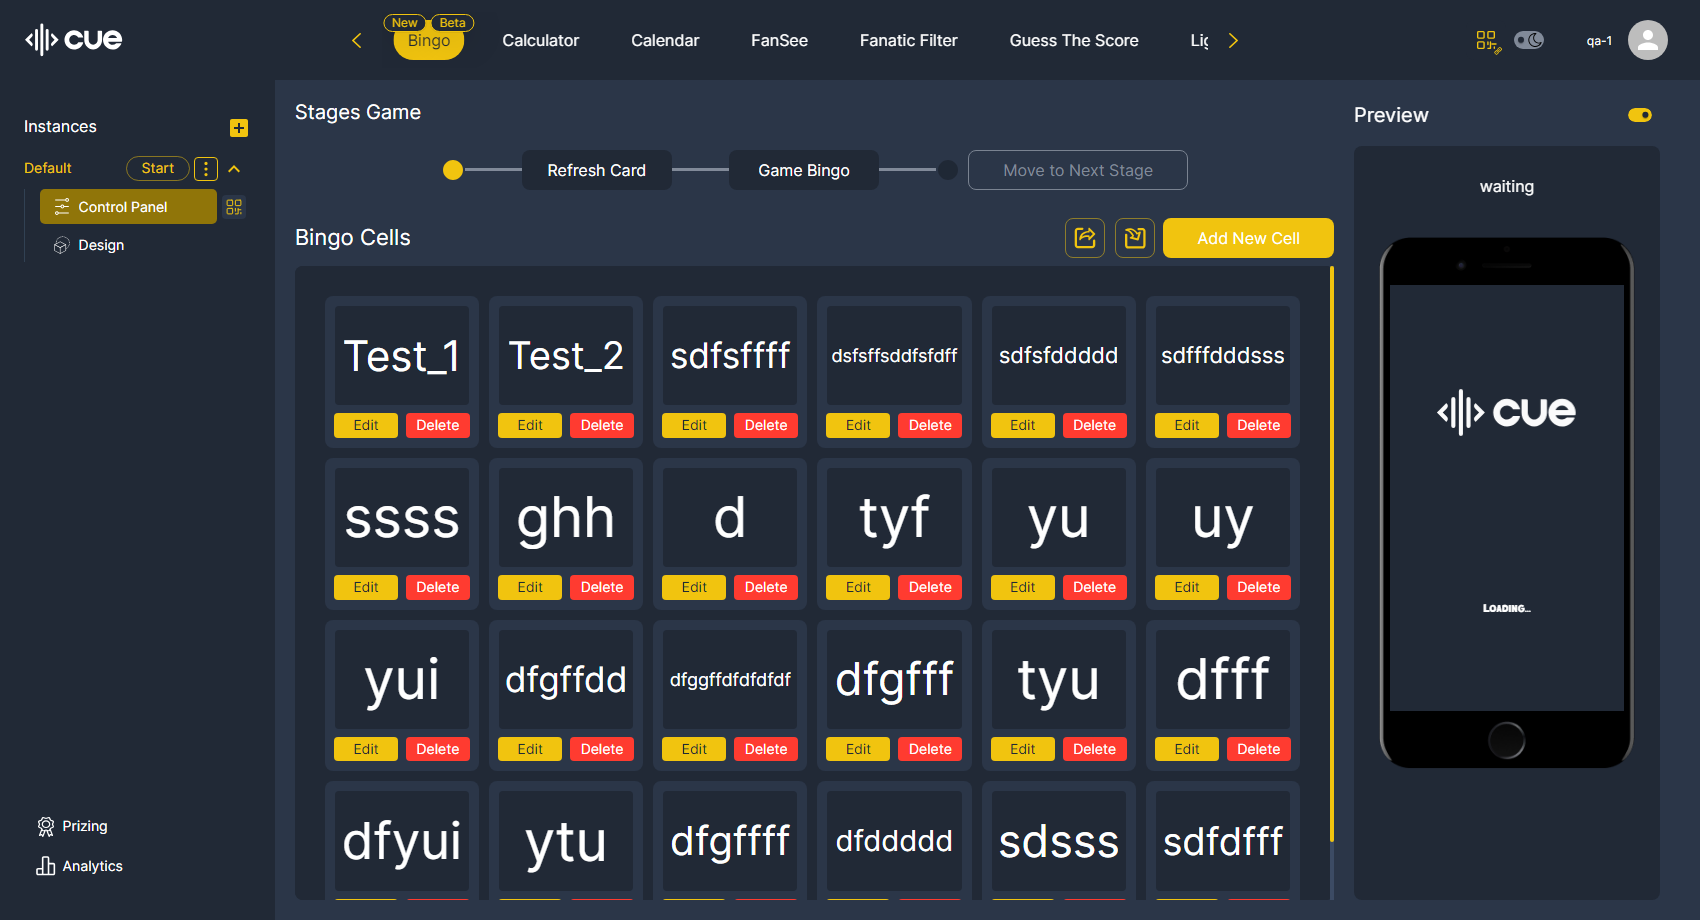 cue
New Beta
Bingo Calculator Calendar FanSee Fanatic Filter Guess The Score
qa-1
Instances
Default Start
Control Panel
Design
Prizing
Analytics
Stages Game
Refresh Card Game Bingo Move to Next Stage
Bingo Cells
Add New Cell
Test_1 Test_2 sdfsffff dsfsffsddfsfdff sdfsfddddd sdfffdddsss
Edit Delete Edit Delete Edit Delete Edit Delete Edit Delete Edit Delete
ssss ghh d tyf yu uy
Edit Delete Edit Delete Edit Delete Edit Delete Edit Delete Edit Delete
yui dfgffdd dfggffdfdfdfdf dfgfff tyu dfff
Edit Delete Edit Delete Edit Delete Edit Delete Edit Delete Edit Delete
dfyui ytu dfgffff dfddddd sdsss sdfdfff
Preview
waiting
cue
Loading...